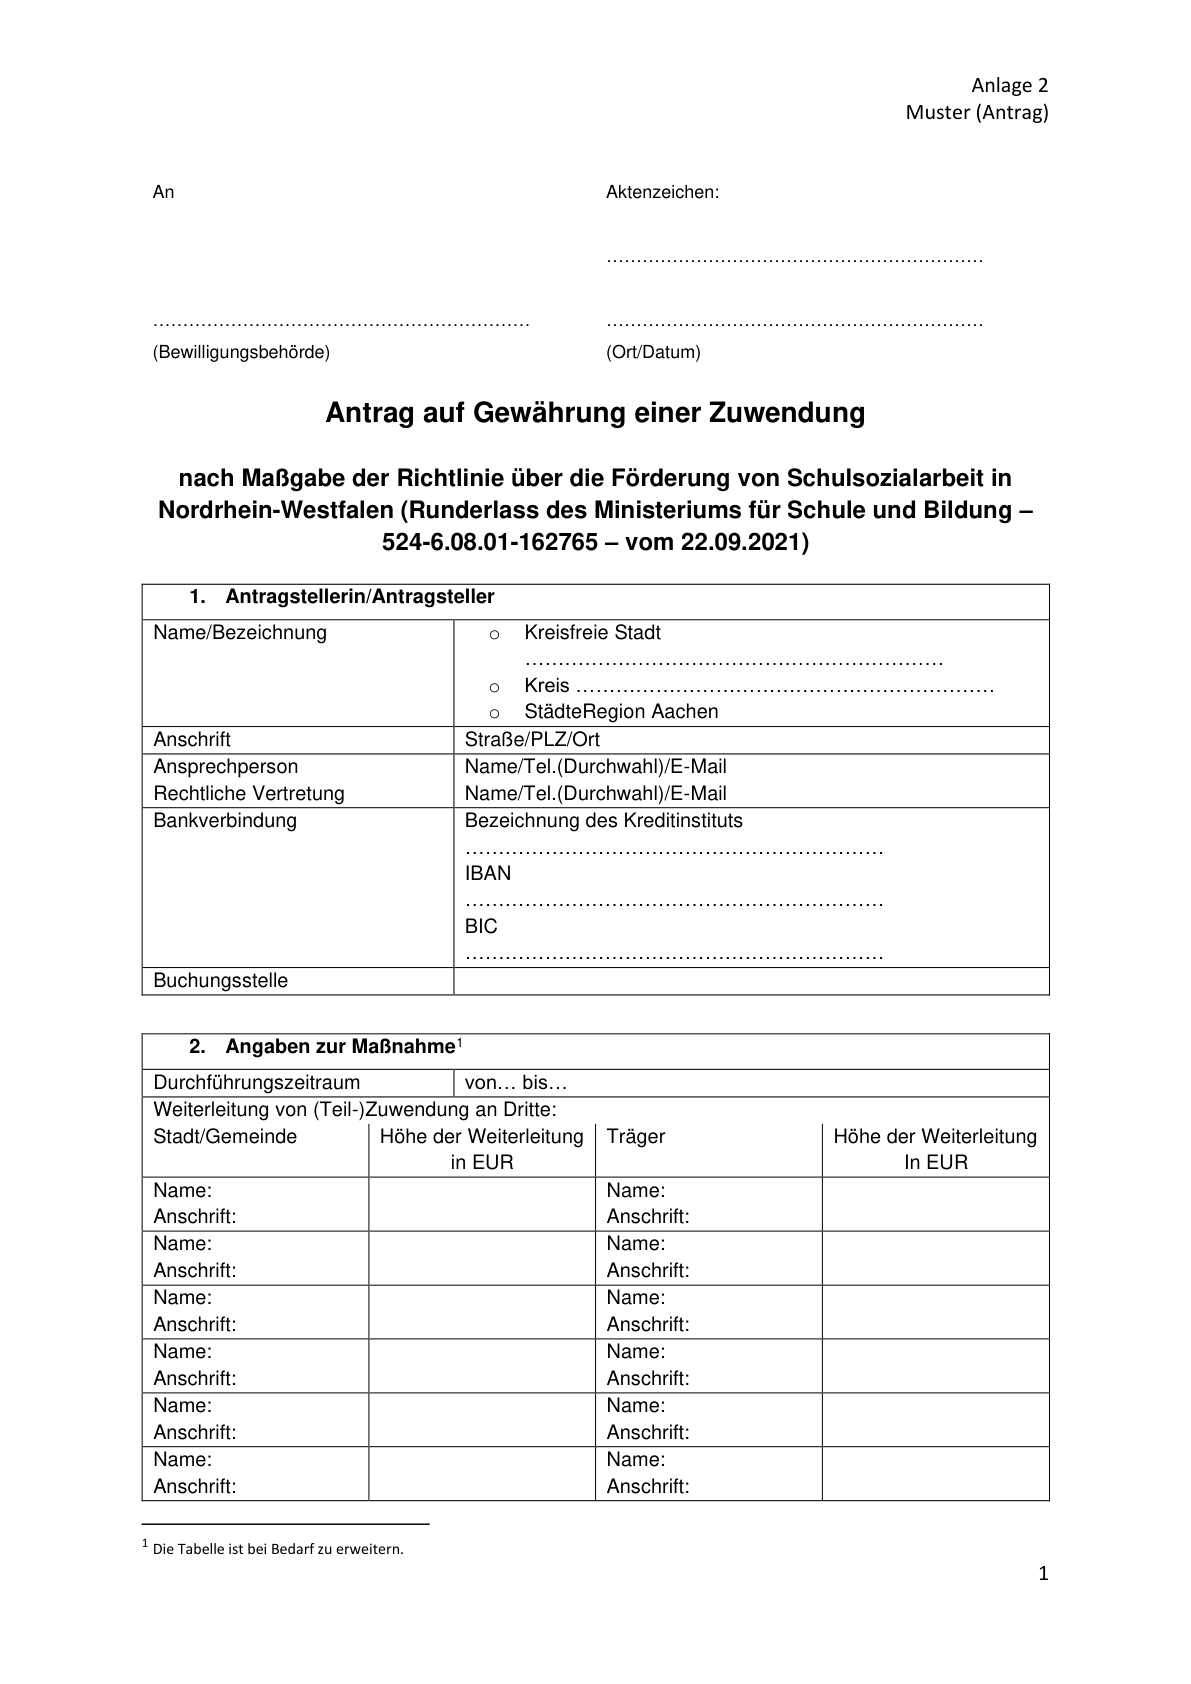 Anlage 2
Muster (Antrag)
An
Aktenzeichen:
……………………………………………………….
……………………………………………………….
……………………………………………………….
(Bewilligungsbehörde)
(Ort/Datum)
Antrag auf Gewährung einer Zuwendung
nach Maßgabe der Richtlinie über die Förderung von Schulsozialarbeit in
Nordrhein-Westfalen (Runderlass des Ministeriums für Schule und Bildung –
524-6.08.01-162765 – vom 22.09.2021)
1. Antragstellerin/Antragsteller
Name/Bezeichnung
o Kreisfreie Stadt
………………………………………………………
o Kreis ………………………………………………………
o StädteRegion Aachen
Anschrift
Straße/PLZ/Ort
Ansprechperson
Name/Tel.(Durchwahl)/E-Mail
Rechtliche Vertretung
Name/Tel.(Durchwahl)/E-Mail
Bankverbindung
Bezeichnung des Kreditinstituts
………………………………………………………
IBAN
………………………………………………………
BIC
………………………………………………………
Buchungsstelle
2. Angaben zur Maßnahme¹
Durchführungszeitraum
von… bis…
Weiterleitung von (Teil-)Zuwendung an Dritte:
Stadt/Gemeinde
Höhe der Weiterleitung
in EUR
Träger
Höhe der Weiterleitung
In EUR
Name:
Anschrift:
Name:
Anschrift:
Name:
Anschrift:
Name:
Anschrift:
Name:
Anschrift:
Name:
Anschrift:
Name:
Anschrift:
Name:
Anschrift:
Name:
Anschrift:
Name:
Anschrift:
Name:
Anschrift:
Name:
Anschrift:
¹ Die Tabelle ist bei Bedarf zu erweitern.
1